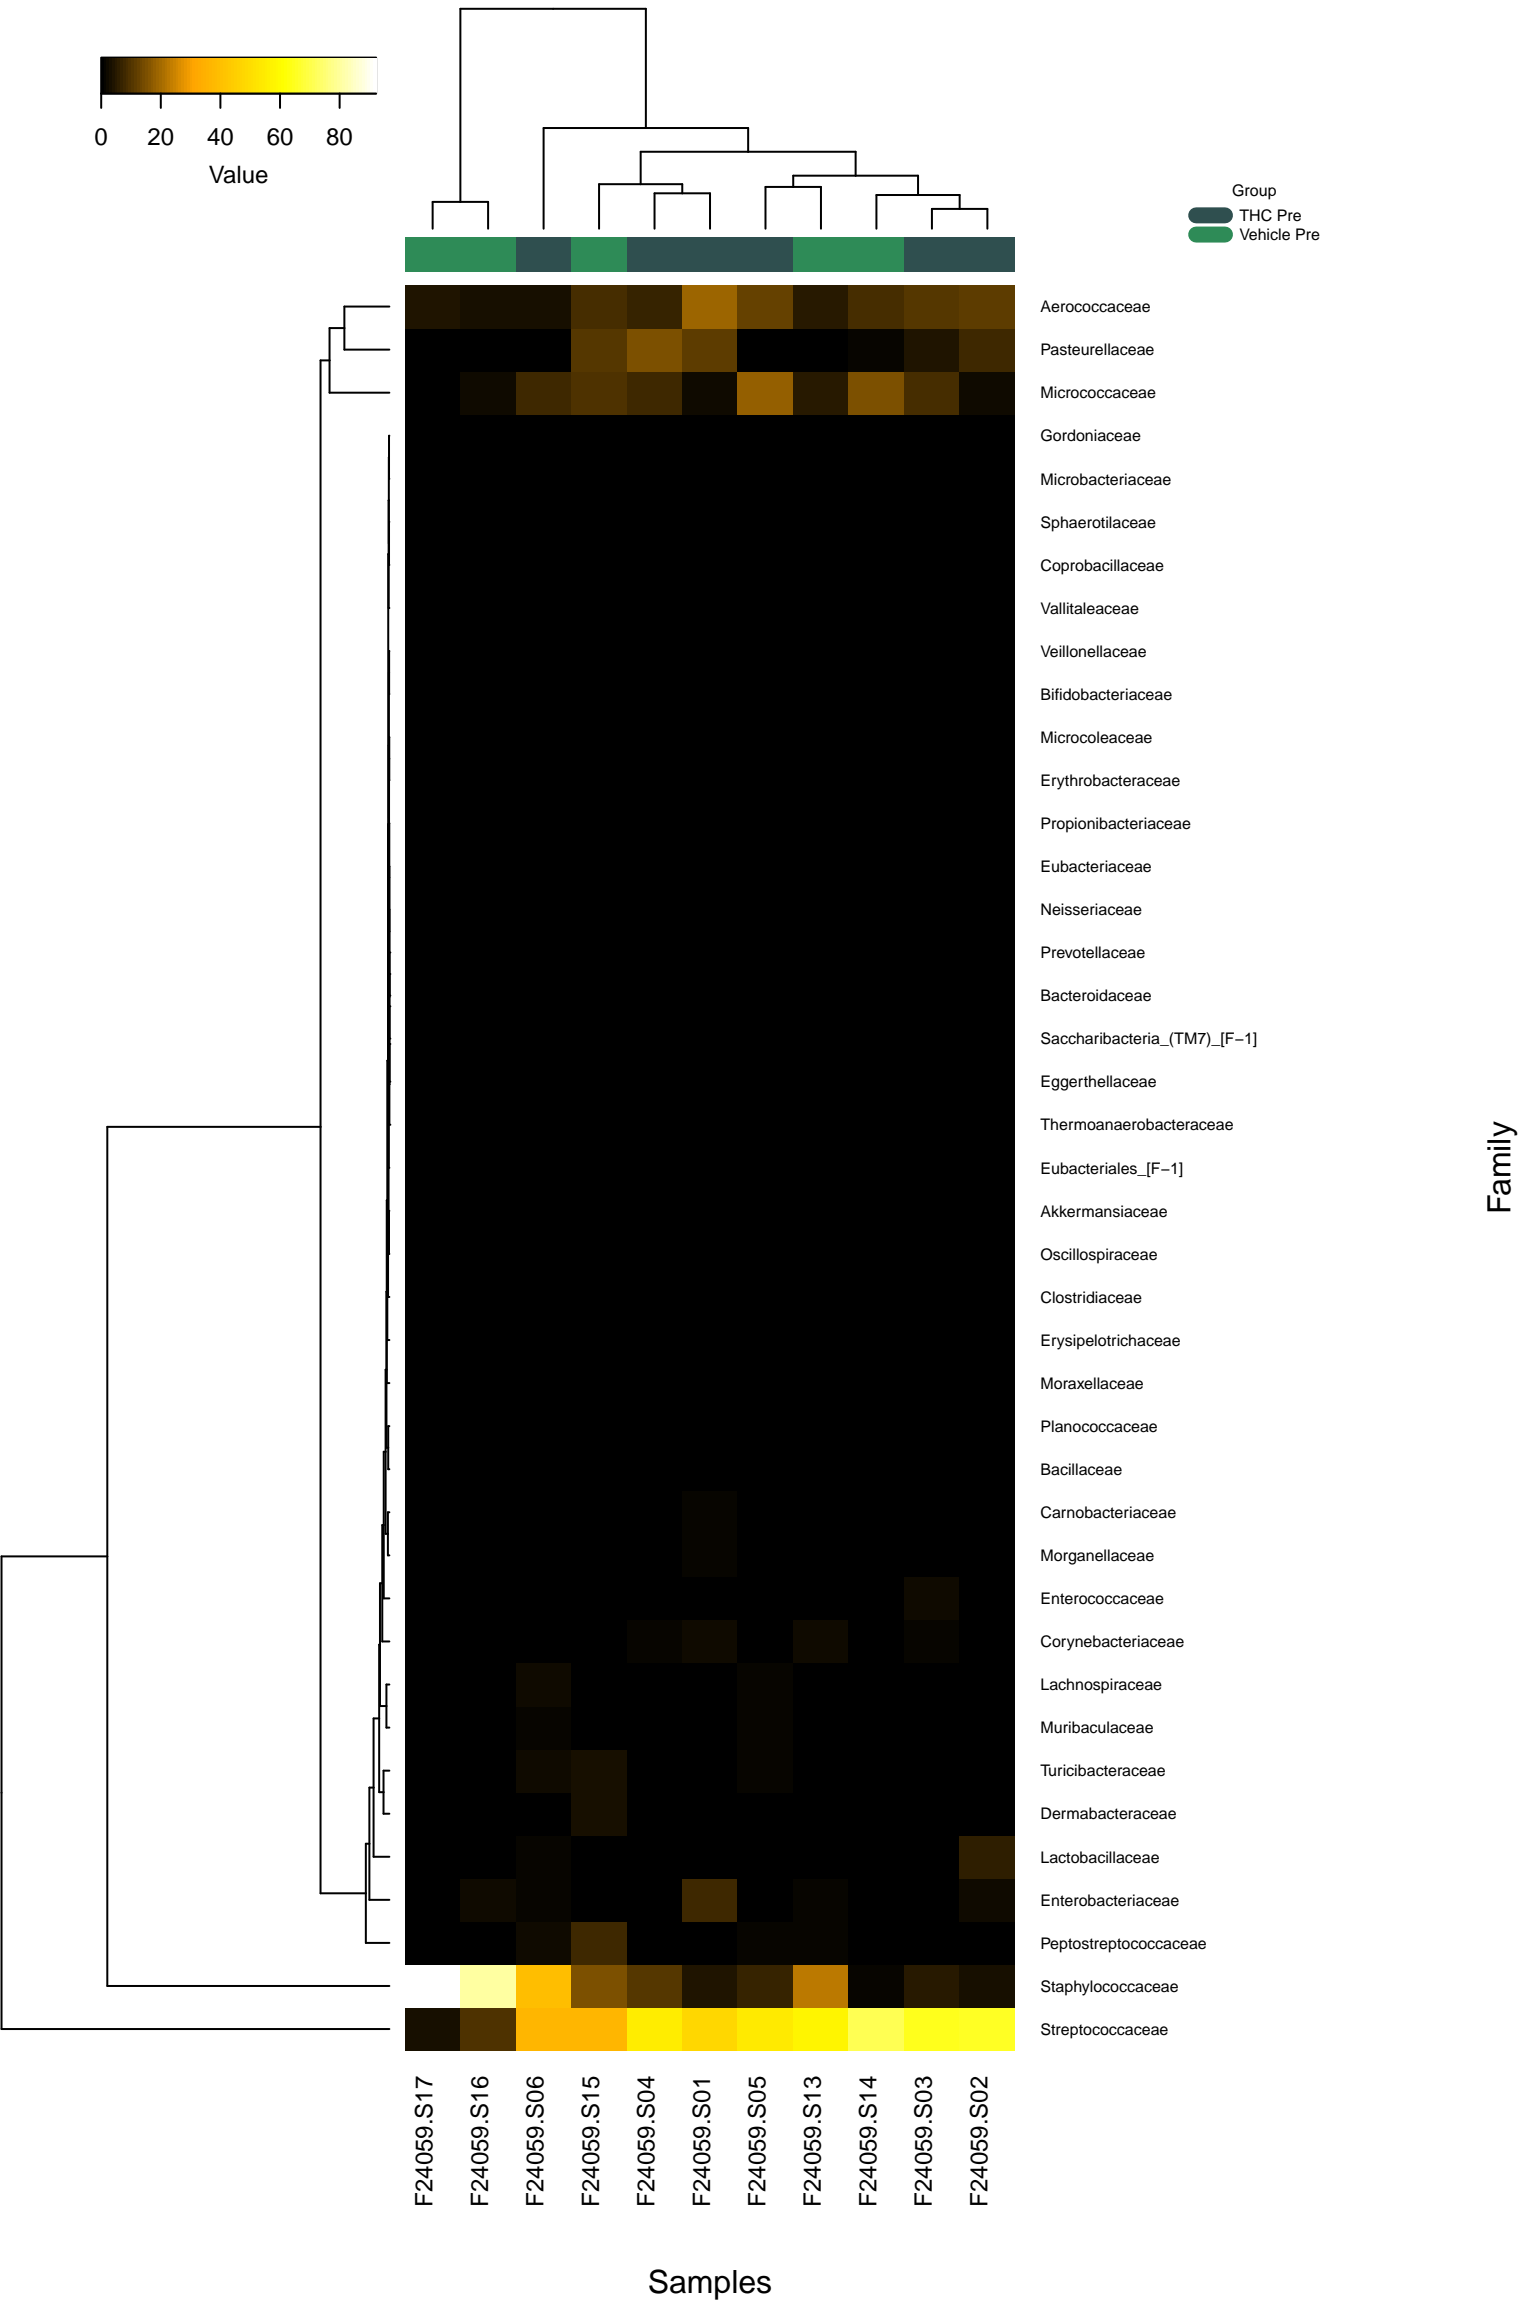 0 20 40 60 80
Value
Group
THC Pre
Vehicle Pre
Aerococcaceae
Pasteurellaceae
Micrococcaceae
Gordoniaceae
Microbacteriaceae
Sphaerotilaceae
Coprobacillaceae
Vallitaleaceae
Veillonellaceae
Bifidobacteriaceae
Microcoleaceae
Erythrobacteraceae
Propionibacteriaceae
Eubacteriaceae
Neisseriaceae
Prevotellaceae
Bacteroidaceae
Saccharibacteria_(TM7)_[F−1]
Eggerthellaceae
Thermoanaerobacteraceae
Eubacteriales_[F−1]
Akkermansiaceae
Oscillospiraceae
Clostridiaceae
Erysipelotrichaceae
Moraxellaceae
Planococcaceae
Bacillaceae
Carnobacteriaceae
Morganellaceae
Enterococcaceae
Corynebacteriaceae
Lachnospiraceae
Muribaculaceae
Turicibacteraceae
Dermabacteraceae
Lactobacillaceae
Enterobacteriaceae
Peptostreptococcaceae
Staphylococcaceae
Streptococcaceae
Family
F24059.S17
F24059.S16
F24059.S06
F24059.S15
F24059.S04
F24059.S01
F24059.S05
F24059.S13
F24059.S14
F24059.S03
F24059.S02
Samples